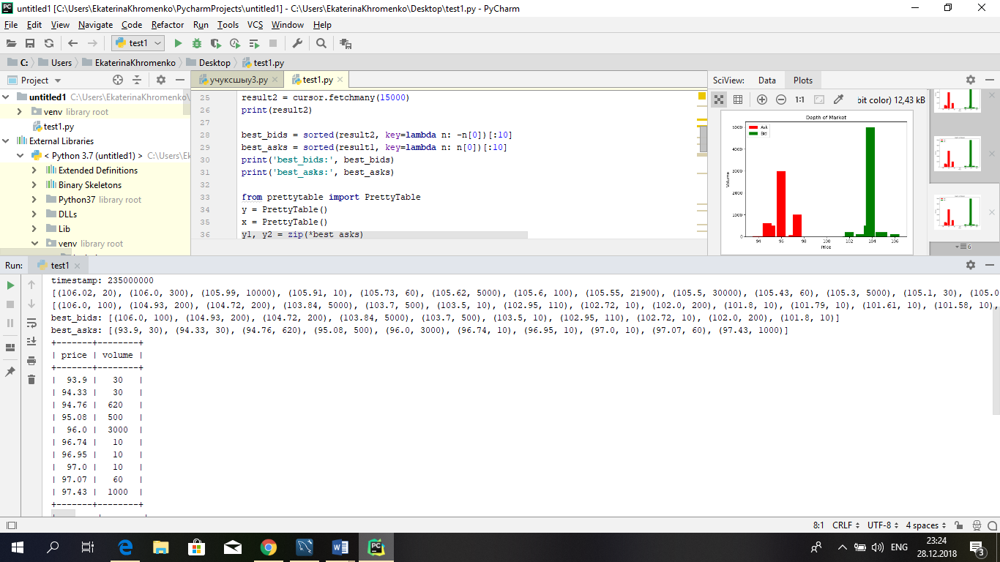 untitled1 [C:\Users\EkaterinaKhromenko\PycharmProjects\untitled1] - C:\Users\EkaterinaKhromenko\Desktop\test1.py - PyCharm
File Edit View Navigate Code Refactor Run Tools VCS Window Help
test1
C: Users EkaterinaKhromenko Desktop test1.py
Project
untitled1 C:\Users\EkaterinaKhromenko\
venv library root
test1.py
External Libraries
< Python 3.7 (untitled1) > C:\Users\E
Extended Definitions
Binary Skeletons
Python37 library root
DLLs
Lib
venv library root
учуксшыу3.py test1.py
25 result2 = cursor.fetchmany(15000)
26 print(result2)
27
28 best_bids = sorted(result2, key=lambda n: -n[0])[:10]
29 best_asks = sorted(result1, key=lambda n: n[0])[:10]
30 print('best_bids:', best_bids)
31 print('best_asks:', best_asks)
32
33 from prettytable import PrettyTable
34 y = PrettyTable()
35 x = PrettyTable()
36 y1, y2 = zip(*best_asks)
SciView: Data Plots
1:1 bit color) 12,43 kB
Depth of Market
Ask
Bid
Volume
5000
4000
3000
2000
1000
0
94 96 98 100 102 104 106
Price
6
Run: test1
timestamp: 235000000
[(106.02, 20), (106.0, 300), (105.99, 10000), (105.91, 10), (105.73, 60), (105.62, 5000), (105.6, 100), (105.55, 21900), (105.5, 30000), (105.43, 60), (105.3, 5000), (105.1, 30), (105.0
[(106.0, 100), (104.93, 200), (104.72, 200), (103.84, 5000), (103.7, 500), (103.5, 10), (102.95, 110), (102.72, 10), (102.0, 200), (101.8, 10), (101.79, 10), (101.61, 10), (101.58, 10),
best_bids: [(106.0, 100), (104.93, 200), (104.72, 200), (103.84, 5000), (103.7, 500), (103.5, 10), (102.95, 110), (102.72, 10), (102.0, 200), (101.8, 10)]
best_asks: [(93.9, 30), (94.33, 30), (94.76, 620), (95.08, 500), (96.0, 3000), (96.74, 10), (96.95, 10), (97.0, 10), (97.07, 60), (97.43, 1000)]
+-------+--------+
| price | volume |
+-------+--------+
| 93.9 | 30 |
| 94.33 | 30 |
| 94.76 | 620 |
| 95.08 | 500 |
| 96.0 | 3000 |
| 96.74 | 10 |
| 96.95 | 10 |
| 97.0 | 10 |
| 97.07 | 60 |
| 97.43 | 1000 |
+-------+--------+
8:1 CRLF UTF-8 4 spaces
ENG 23:24
28.12.2018 3